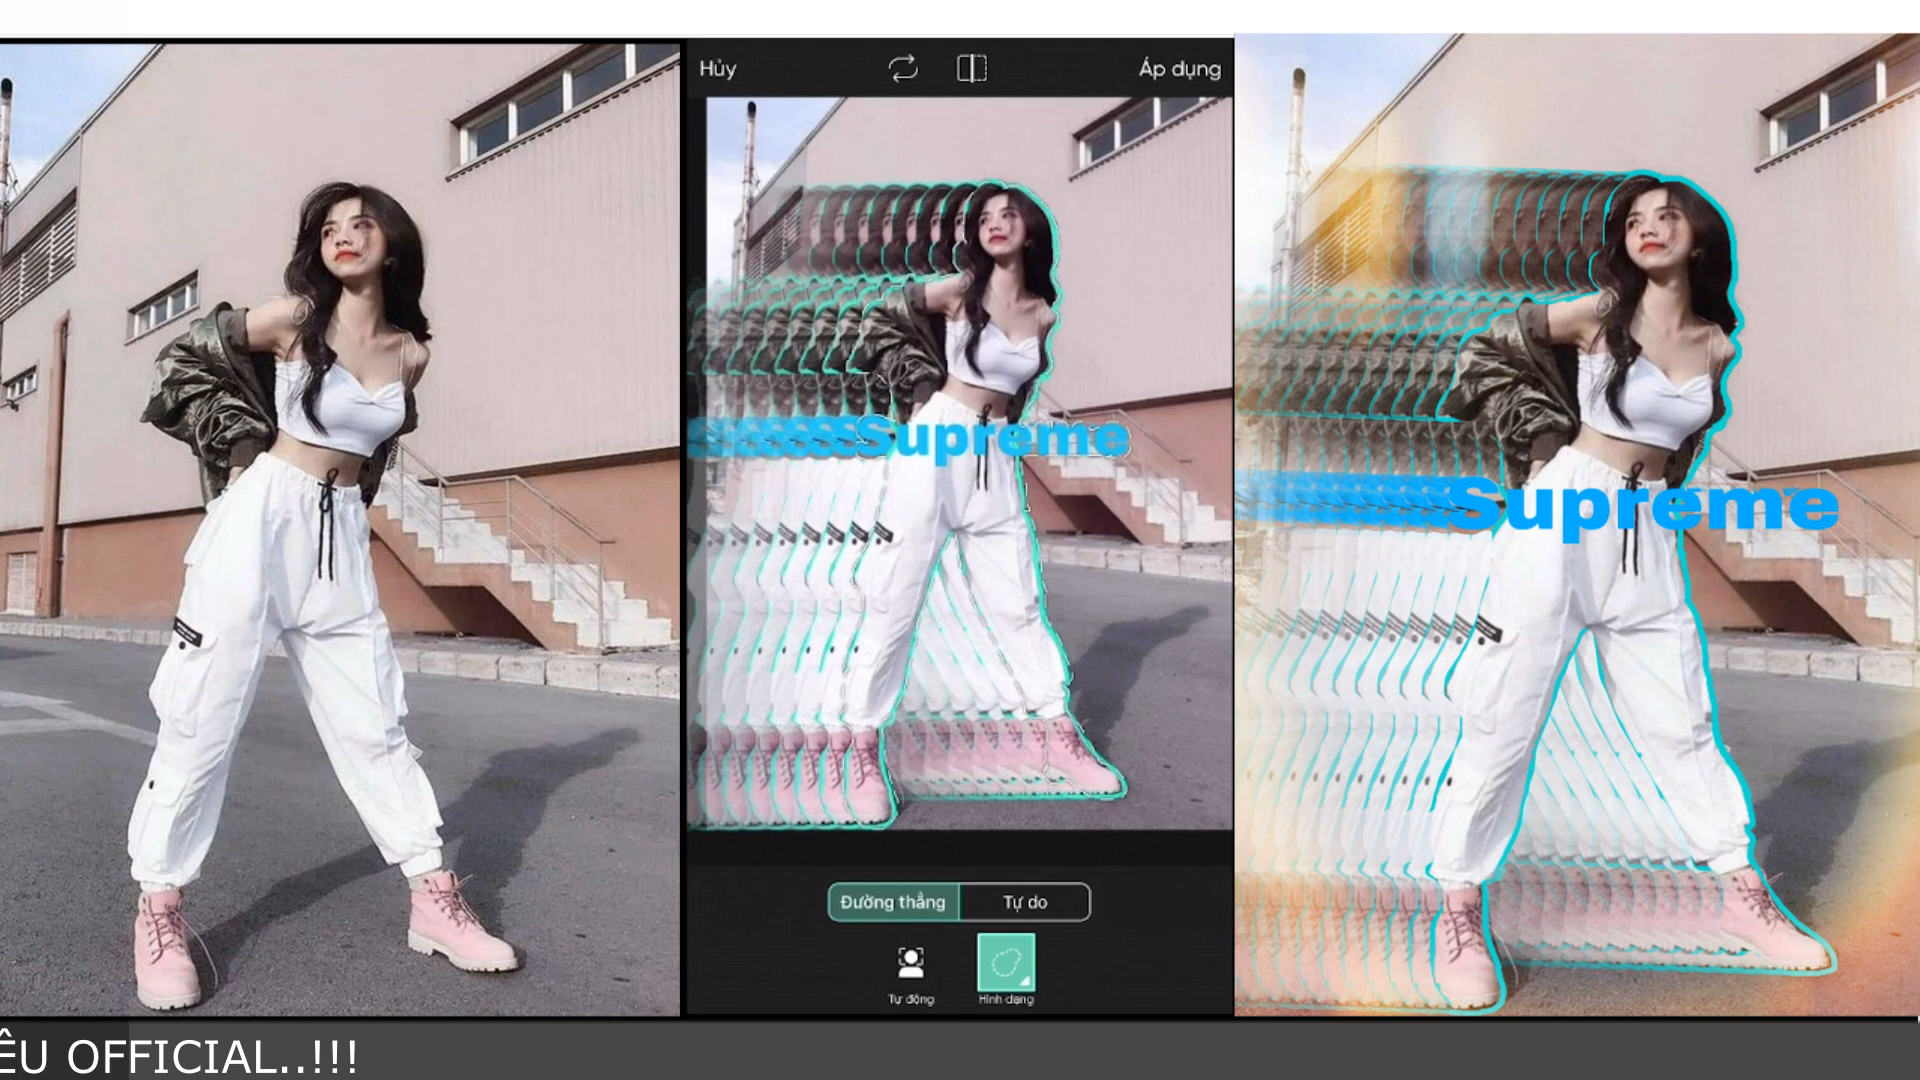 Hủy
Áp dụng
Supreme
Supreme
Đường thẳng
Tự do
Tự động
Hình dạng
ÊU OFFICIAL..!!!